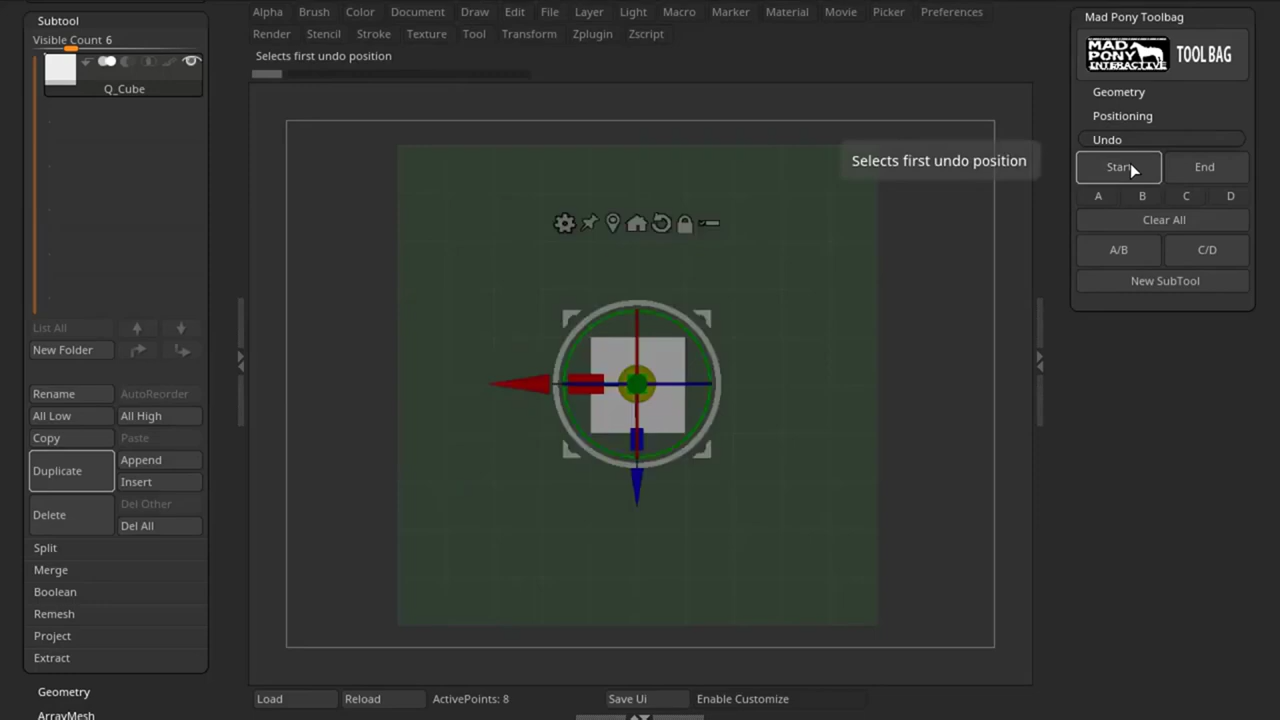 Subtool
Visible Count 6
Q_Cube
List All
New Folder
Rename AutoReorder
All Low All High
Copy Paste
Duplicate Append
Insert
Delete Del Other
Del All
Split
Merge
Boolean
Remesh
Project
Extract
Geometry
ArrayMesh
Alpha Brush Color Document Draw Edit File Layer Light Macro Marker Material Movie Picker Preferences
Render Stencil Stroke Texture Tool Transform Zplugin Zscript
Selects first undo position
Selects first undo position
Load Reload ActivePoints: 8 Save Ui Enable Customize
Mad Pony Toolbag
MAD PONY INTERACTIVE TOOL BAG
Geometry
Positioning
Undo
Start End
A B C D
Clear All
A/B C/D
New SubTool